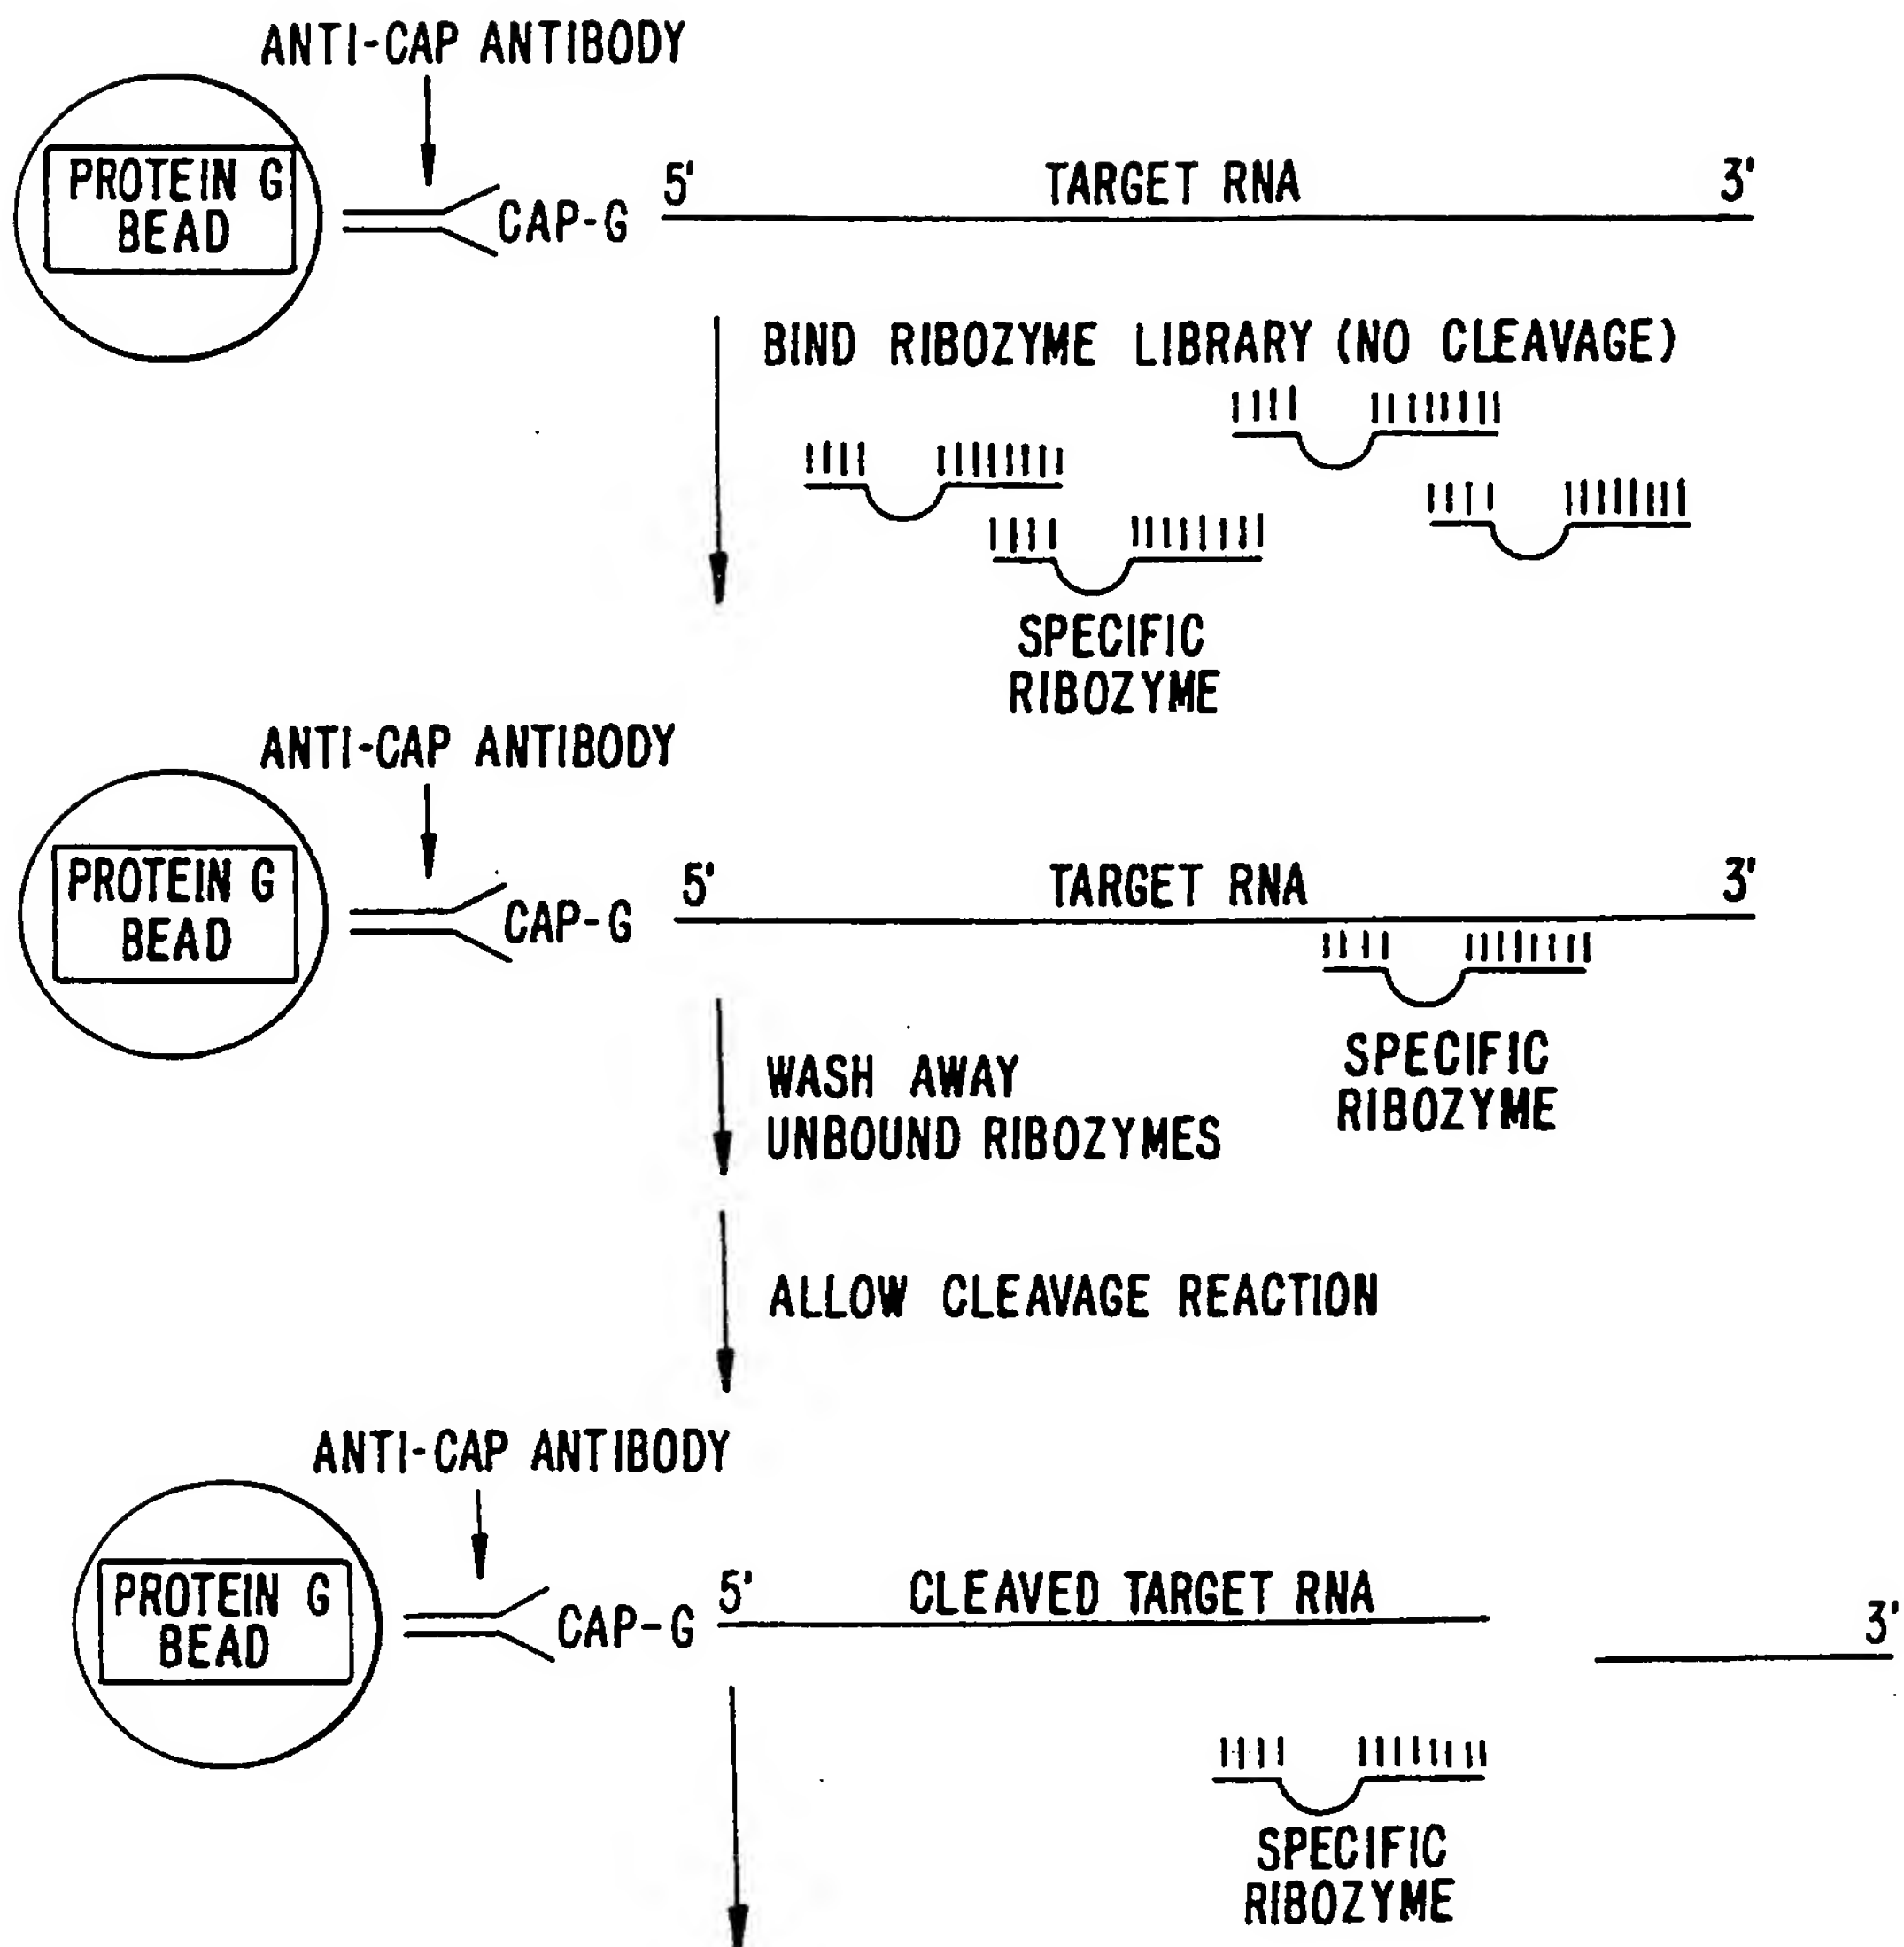 ANTI-CAP ANTIBODY
PROTEIN G
BEAD
CAP-G
5'
TARGET RNA
3'
BIND RIBOZYME LIBRARY (NO CLEAVAGE)
SPECIFIC
RIBOZYME
ANTI-CAP ANTIBODY
PROTEIN G
BEAD
CAP-G
5'
TARGET RNA
3'
SPECIFIC
RIBOZYME
WASH AWAY
UNBOUND RIBOZYMES
ALLOW CLEAVAGE REACTION
ANTI-CAP ANTIBODY
PROTEIN G
BEAD
CAP-G
5'
CLEAVED TARGET RNA
3'
SPECIFIC
RIBOZYME